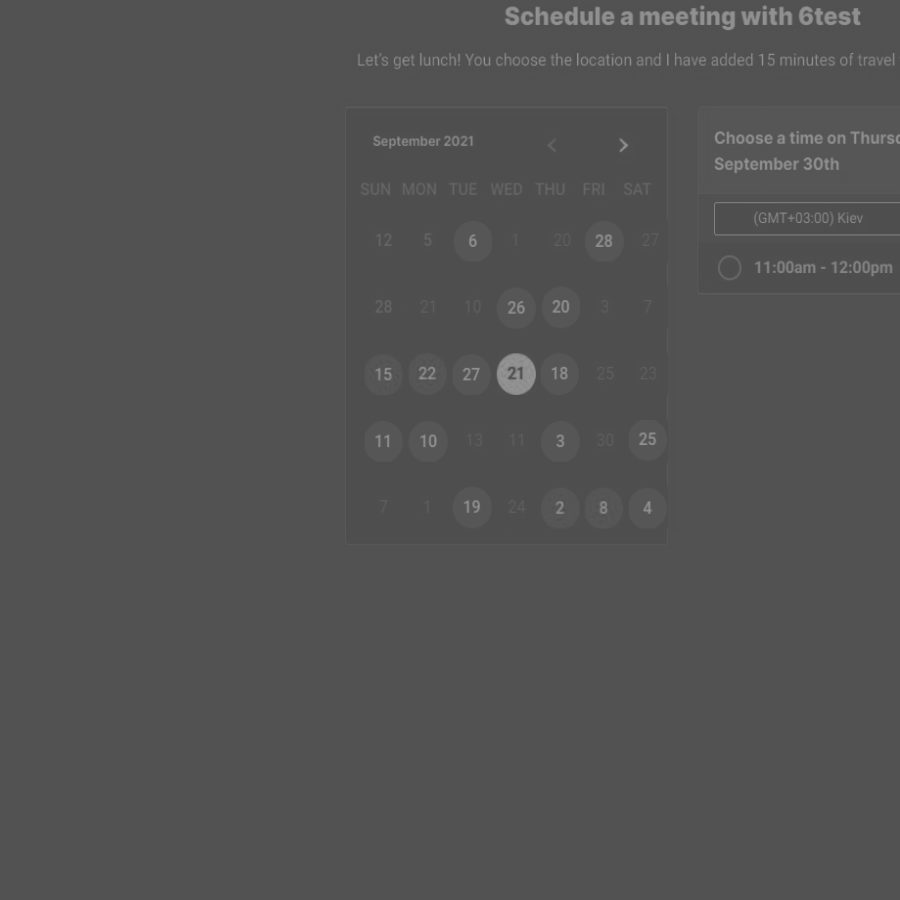 Schedule a meeting with 6test
Let's get lunch! You choose the location and I have added 15 minutes of travel
September 2021
SUN MON TUE WED THU FRI SAT
12 5 6 1 20 28 27
28 21 10 26 20 3 7
15 22 27 21 18 25 23
11 10 13 11 3 30 25
7 1 19 24 2 8 4
Choose a time on Thursd
September 30th
(GMT+03:00) Kiev
11:00am - 12:00pm